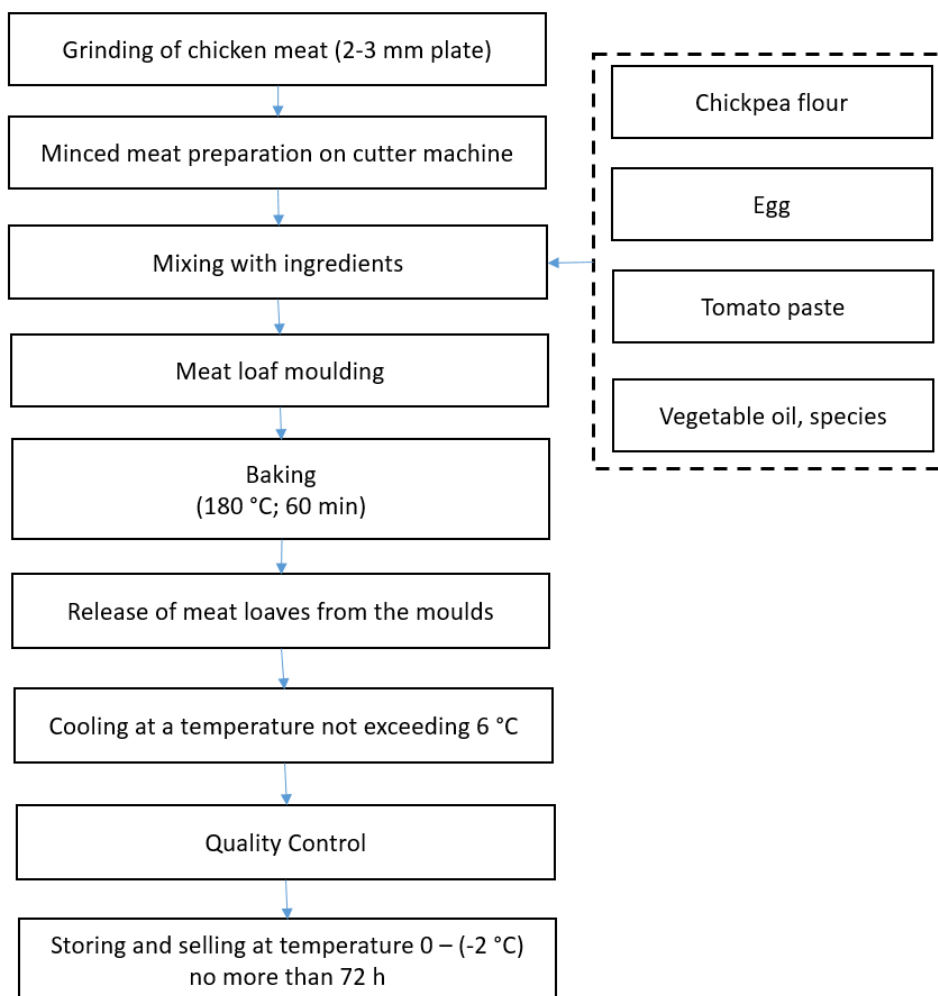 Grinding of chicken meat (2-3 mm plate)
Minced meat preparation on cutter machine
Mixing with ingredients
Meat loaf moulding
Baking
(180 °C; 60 min)
Release of meat loaves from the moulds
Cooling at a temperature not exceeding 6 °C
Quality Control
Storing and selling at temperature 0 – (-2 °C)
no more than 72 h
Chickpea flour
Egg
Tomato paste
Vegetable oil, species